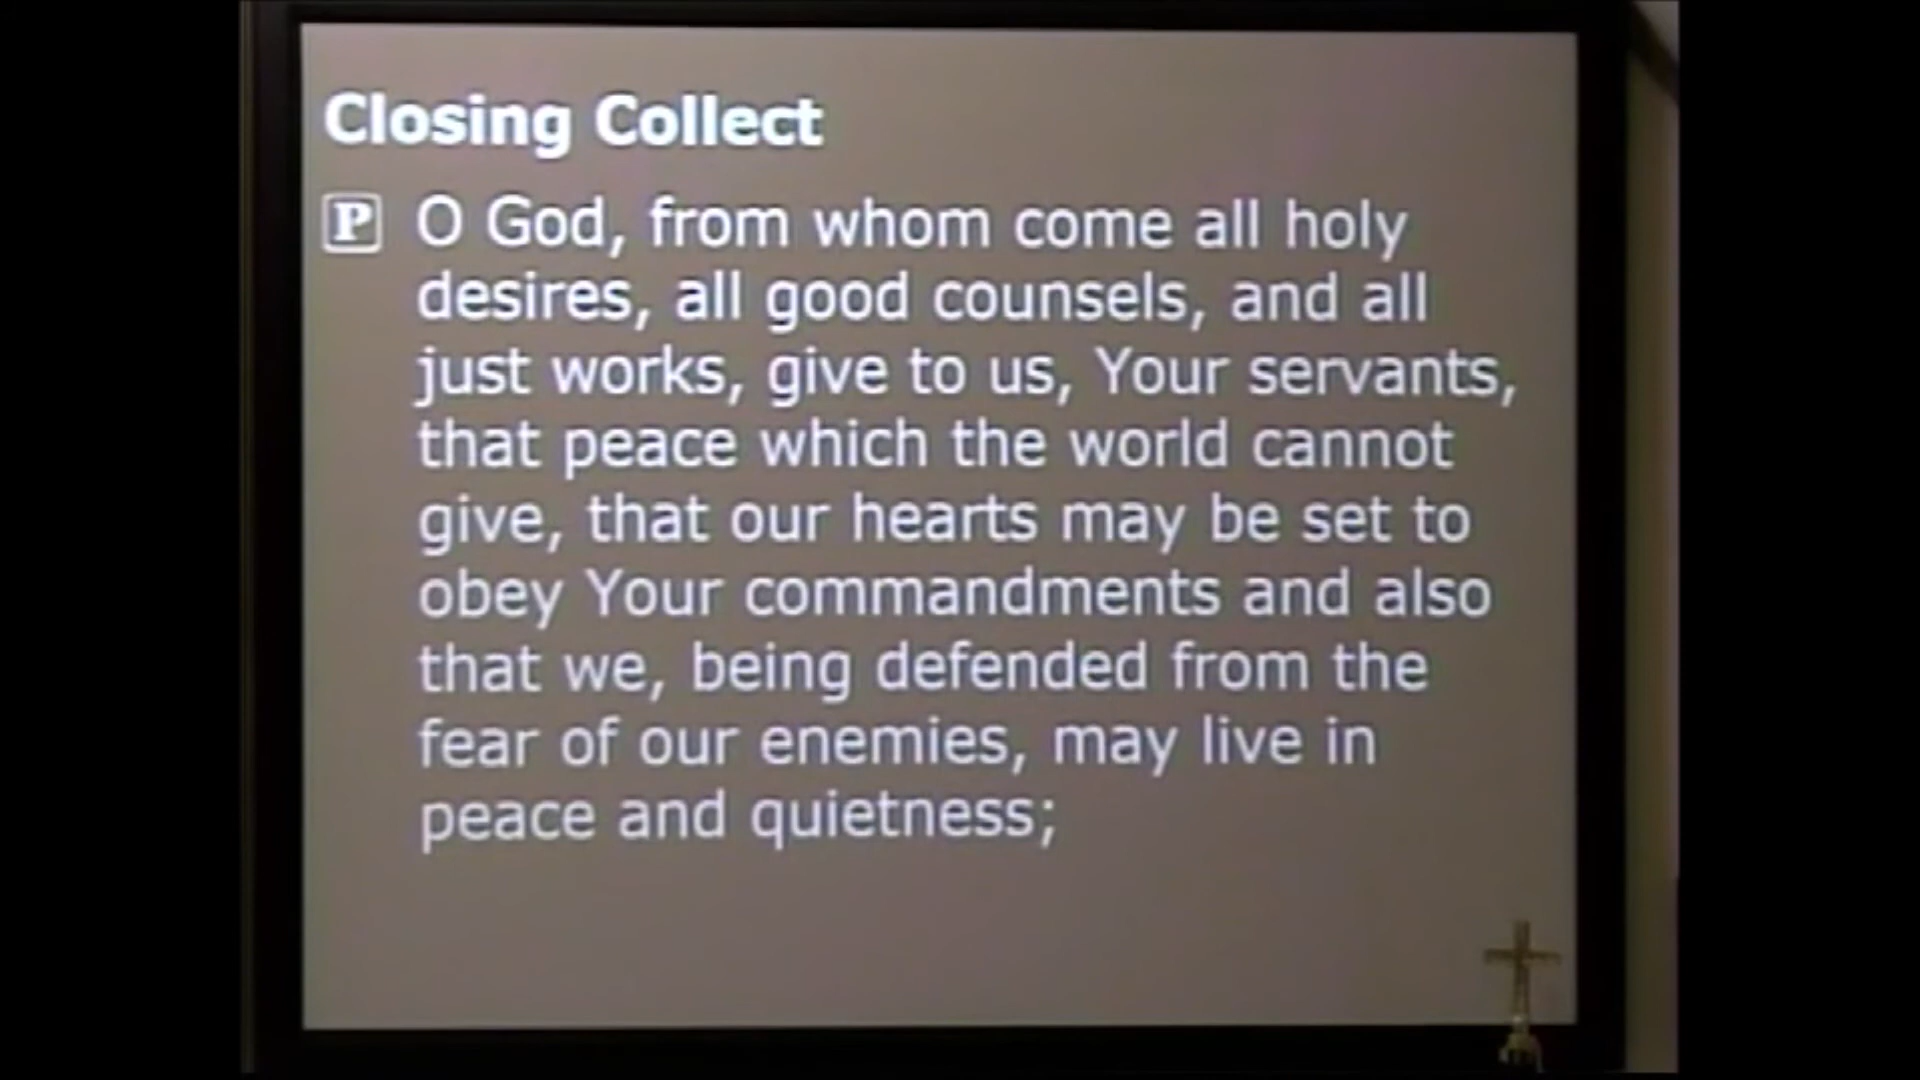 Closing Collect
P O God, from whom come all holy
desires, all good counsels, and all
just works, give to us, Your servants,
that peace which the world cannot
give, that our hearts may be set to
obey Your commandments and also
that we, being defended from the
fear of our enemies, may live in
peace and quietness;